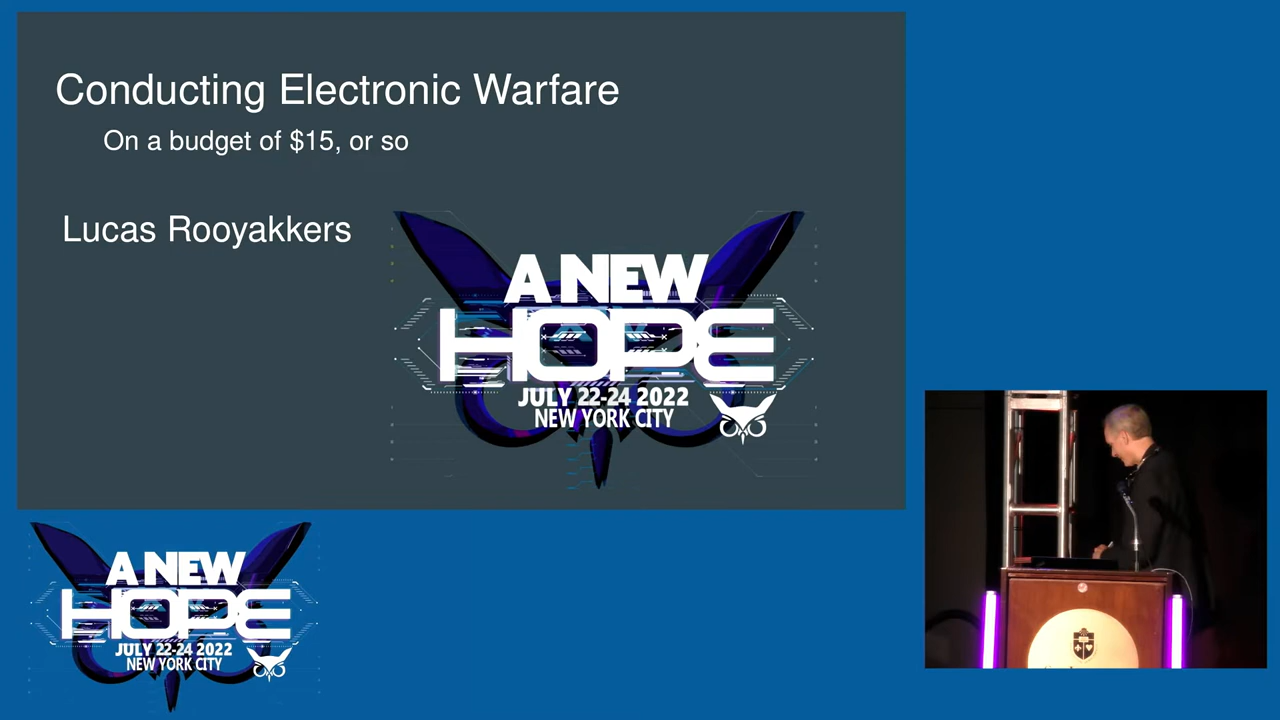 Conducting Electronic Warfare
On a budget of $15, or so
Lucas Rooyakkers
A NEW
HOPE
JULY 22-24 2022
NEW YORK CITY
A NEW
HOPE
JULY 22-24 2022
NEW YORK CITY